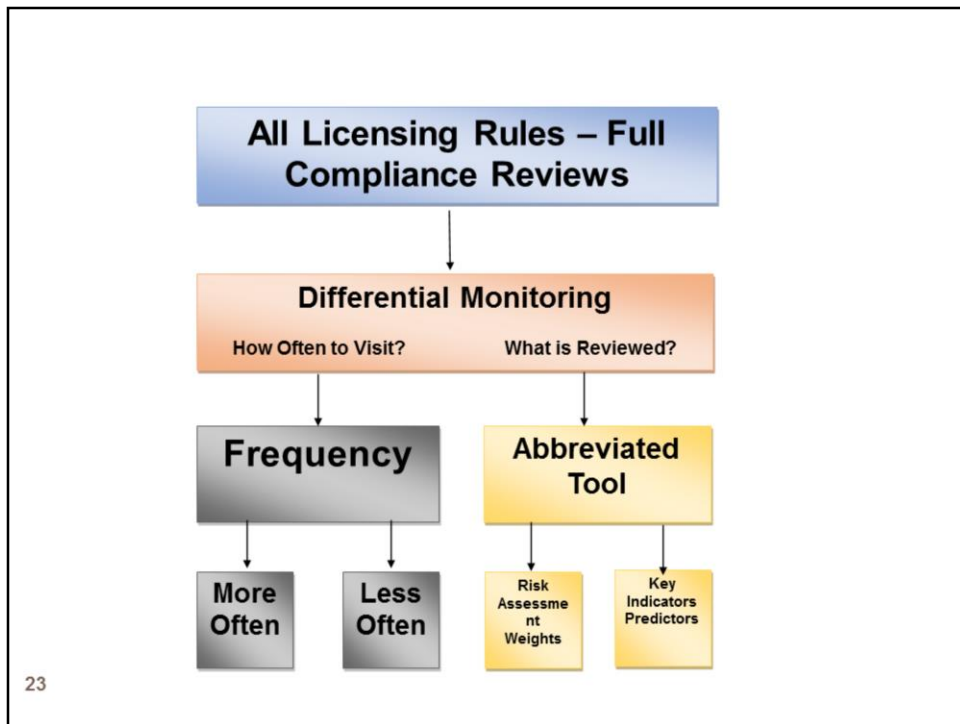 All Licensing Rules – Full
Compliance Reviews
Differential Monitoring
How Often to Visit?
What is Reviewed?
Frequency
Abbreviated
Tool
More
Often
Less
Often
Risk
Assessme
nt
Weights
Key
Indicators
Predictors
23